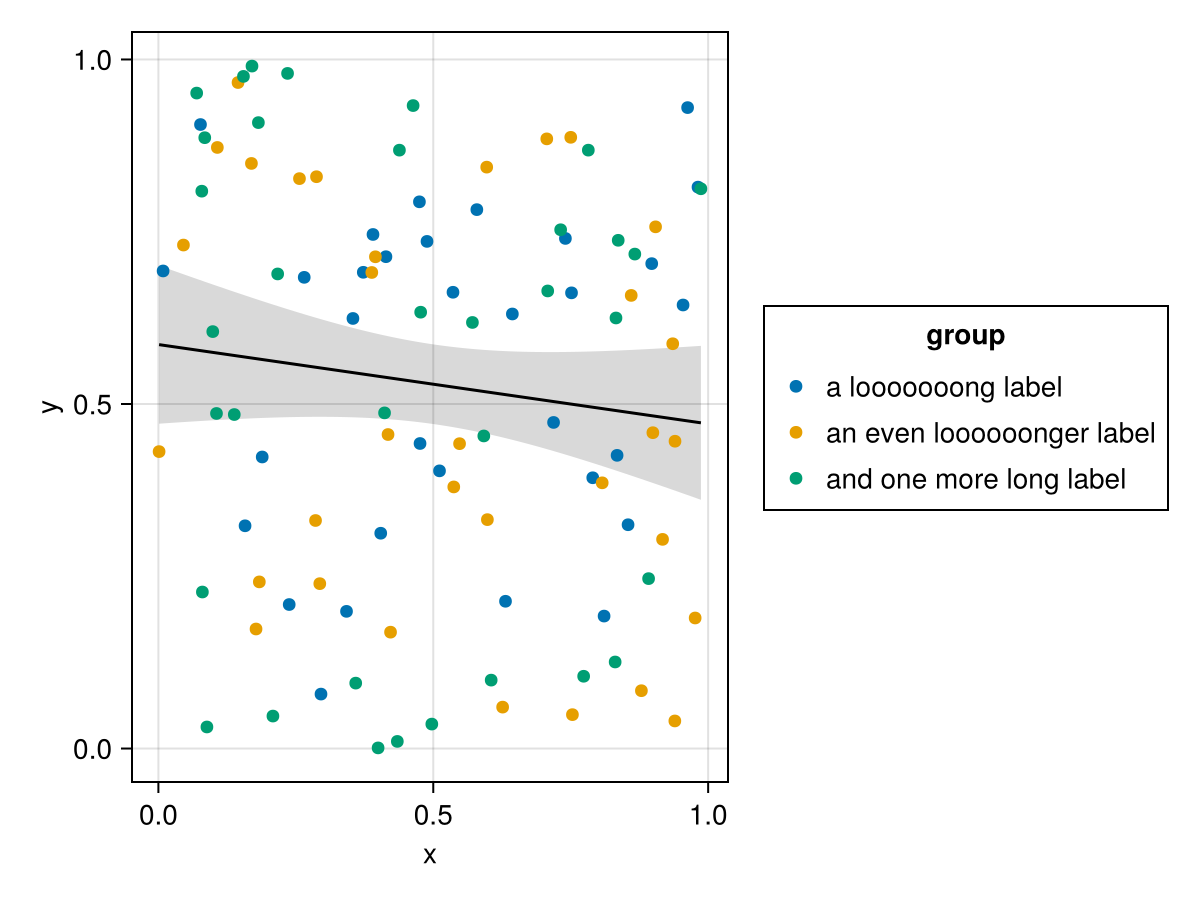 1.0
0.5
0.0
y
0.0 0.5 1.0
x
group
a looooooong label
an even loooooonger label
and one more long label